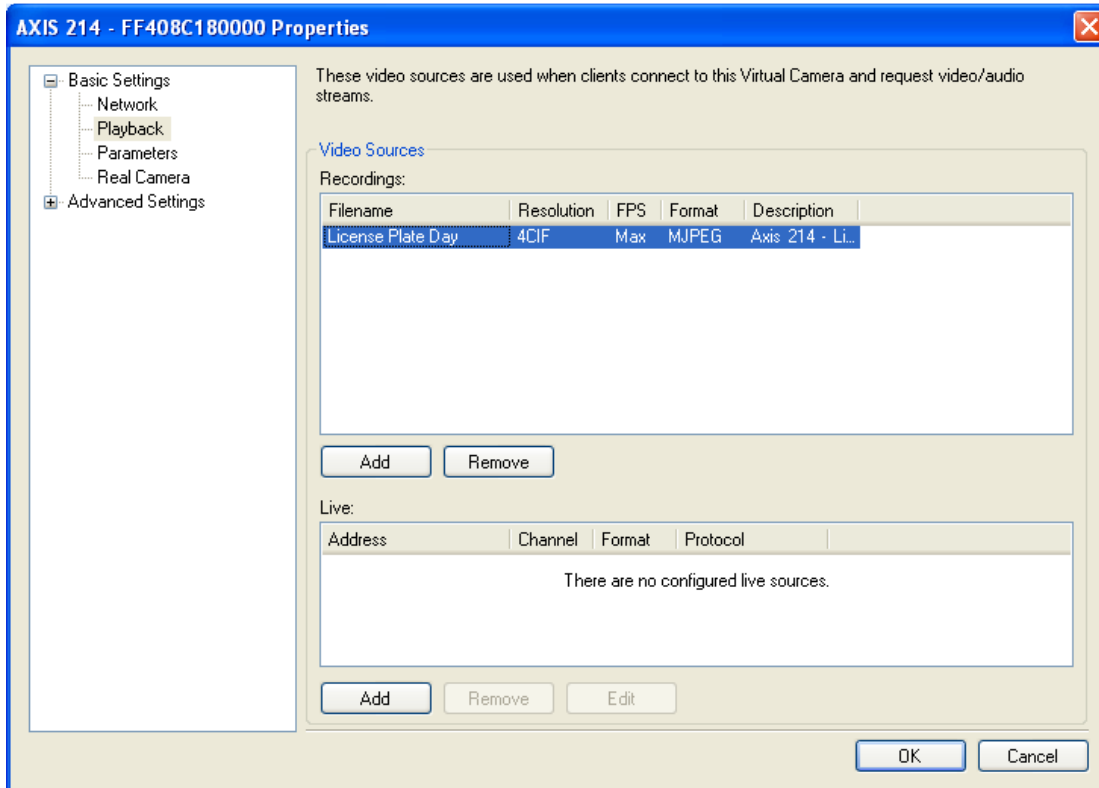 AXIS 214 - FF408C180000 Properties
Basic Settings
Network
Playback
Parameters
Real Camera
Advanced Settings
These video sources are used when clients connect to this Virtual Camera and request video/audio
streams.
Video Sources
Recordings:
Filename Resolution FPS Format Description
License Plate Day 4CIF Max MJPEG Axis 214 - Li...
Add Remove
Live:
Address Channel Format Protocol
There are no configured live sources.
Add Remove Edit
OK Cancel